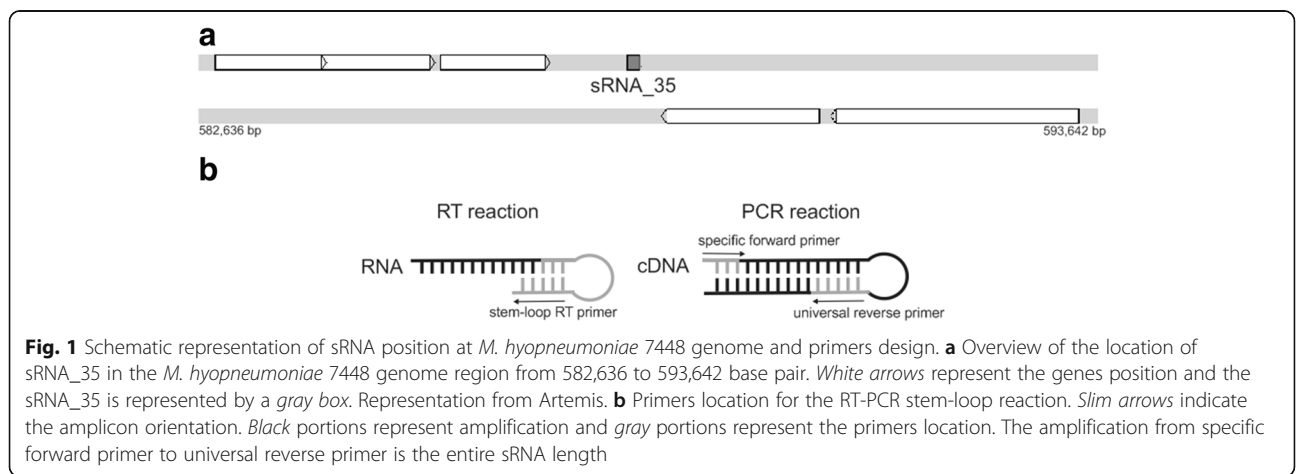 a
sRNA_35
582,636 bp
593,642 bp
b
RT reaction
PCR reaction
specific forward primer
RNA
cDNA
stem-loop RT primer
universal reverse primer
Fig. 1 Schematic representation of sRNA position at M. hyopneumoniae 7448 genome and primers design. a Overview of the location of
sRNA_35 in the M. hyopneumoniae 7448 genome region from 582,636 to 593,642 base pair. White arrows represent the genes position and the
sRNA_35 is represented by a gray box. Representation from Artemis. b Primers location for the RT-PCR stem-loop reaction. Slim arrows indicate
the amplicon orientation. Black portions represent amplification and gray portions represent the primers location. The amplification from specific
forward primer to universal reverse primer is the entire sRNA length